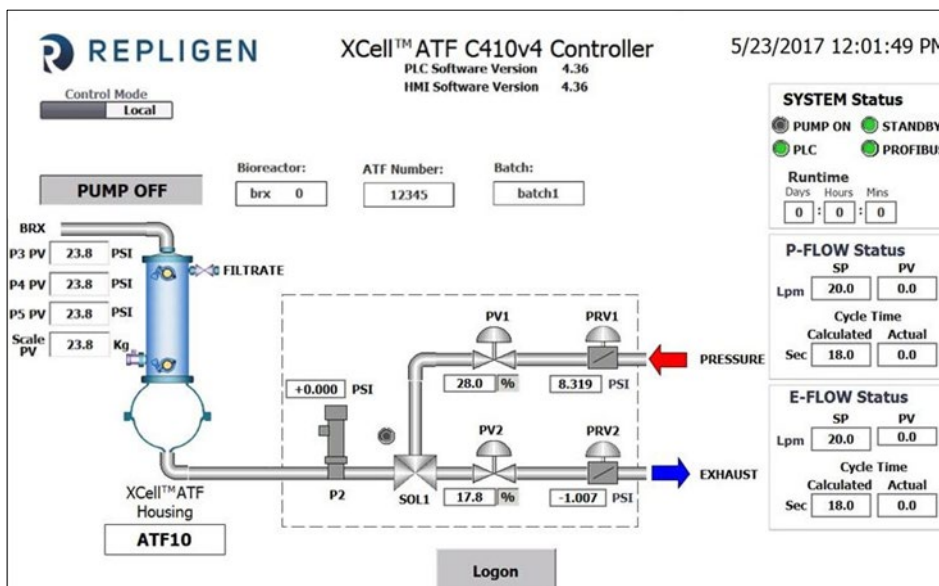 REPLIGEN
XCell™ ATF C410v4 Controller
PLC Software Version 4.36
HMI Software Version 4.36
5/23/2017 12:01:49 PM
Control Mode
Local
SYSTEM Status
PUMP ON
STANDBY
PLC
PROFIBUS
Runtime
Days Hours Mins
0 : 0 : 0
PUMP OFF
Bioreactor:
brx 0
ATF Number:
12345
Batch:
batch1
BRX
P3 PV 23.8 PSI
P4 PV 23.8 PSI
P5 PV 23.8 PSI
Scale PV 23.8 Kg
FILTRATE
P-FLOW Status
SP PV
Lpm 20.0 0.0
Cycle Time
Calculated Actual
Sec 18.0 0.0
PV1
PRV1
PRESSURE
28.0 %
8.319 PSI
+0.000 PSI
E-FLOW Status
SP PV
Lpm 20.0 0.0
Cycle Time
Calculated Actual
Sec 18.0 0.0
PV2
PRV2
EXHAUST
P2
SOL1
17.8 %
-1.007 PSI
XCell™ATF
Housing
ATF10
Logon